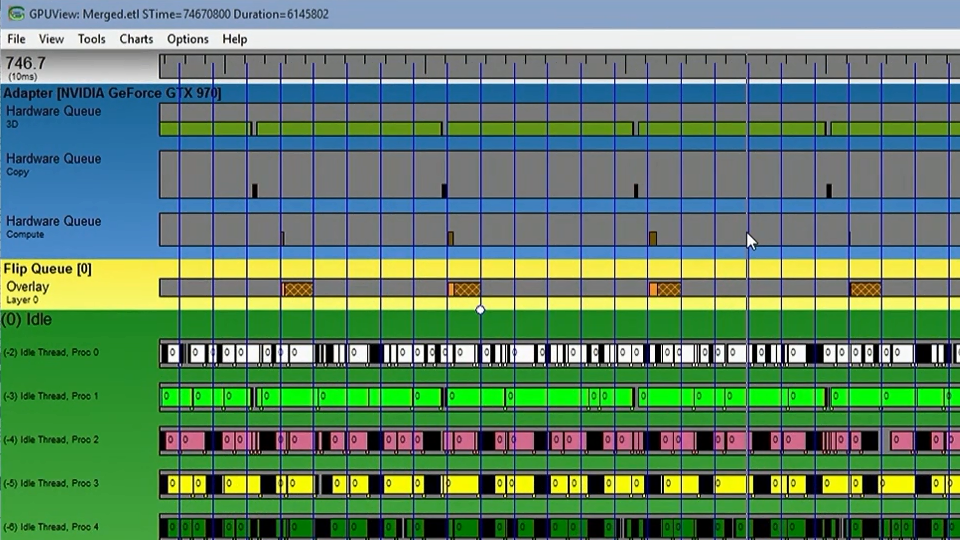 GPUView: Merged.etl STime=74670800 Duration=6145802
File View Tools Charts Options Help
746.7
(10ms)
Adapter [NVIDIA GeForce GTX 970]
Hardware Queue
3D
Hardware Queue
Copy
Hardware Queue
Compute
Flip Queue [0]
Overlay
Layer 0
(0) Idle
(-2) Idle Thread, Proc 0
(-3) Idle Thread, Proc 1
(-4) Idle Thread, Proc 2
(-5) Idle Thread, Proc 3
(-6) Idle Thread, Proc 4